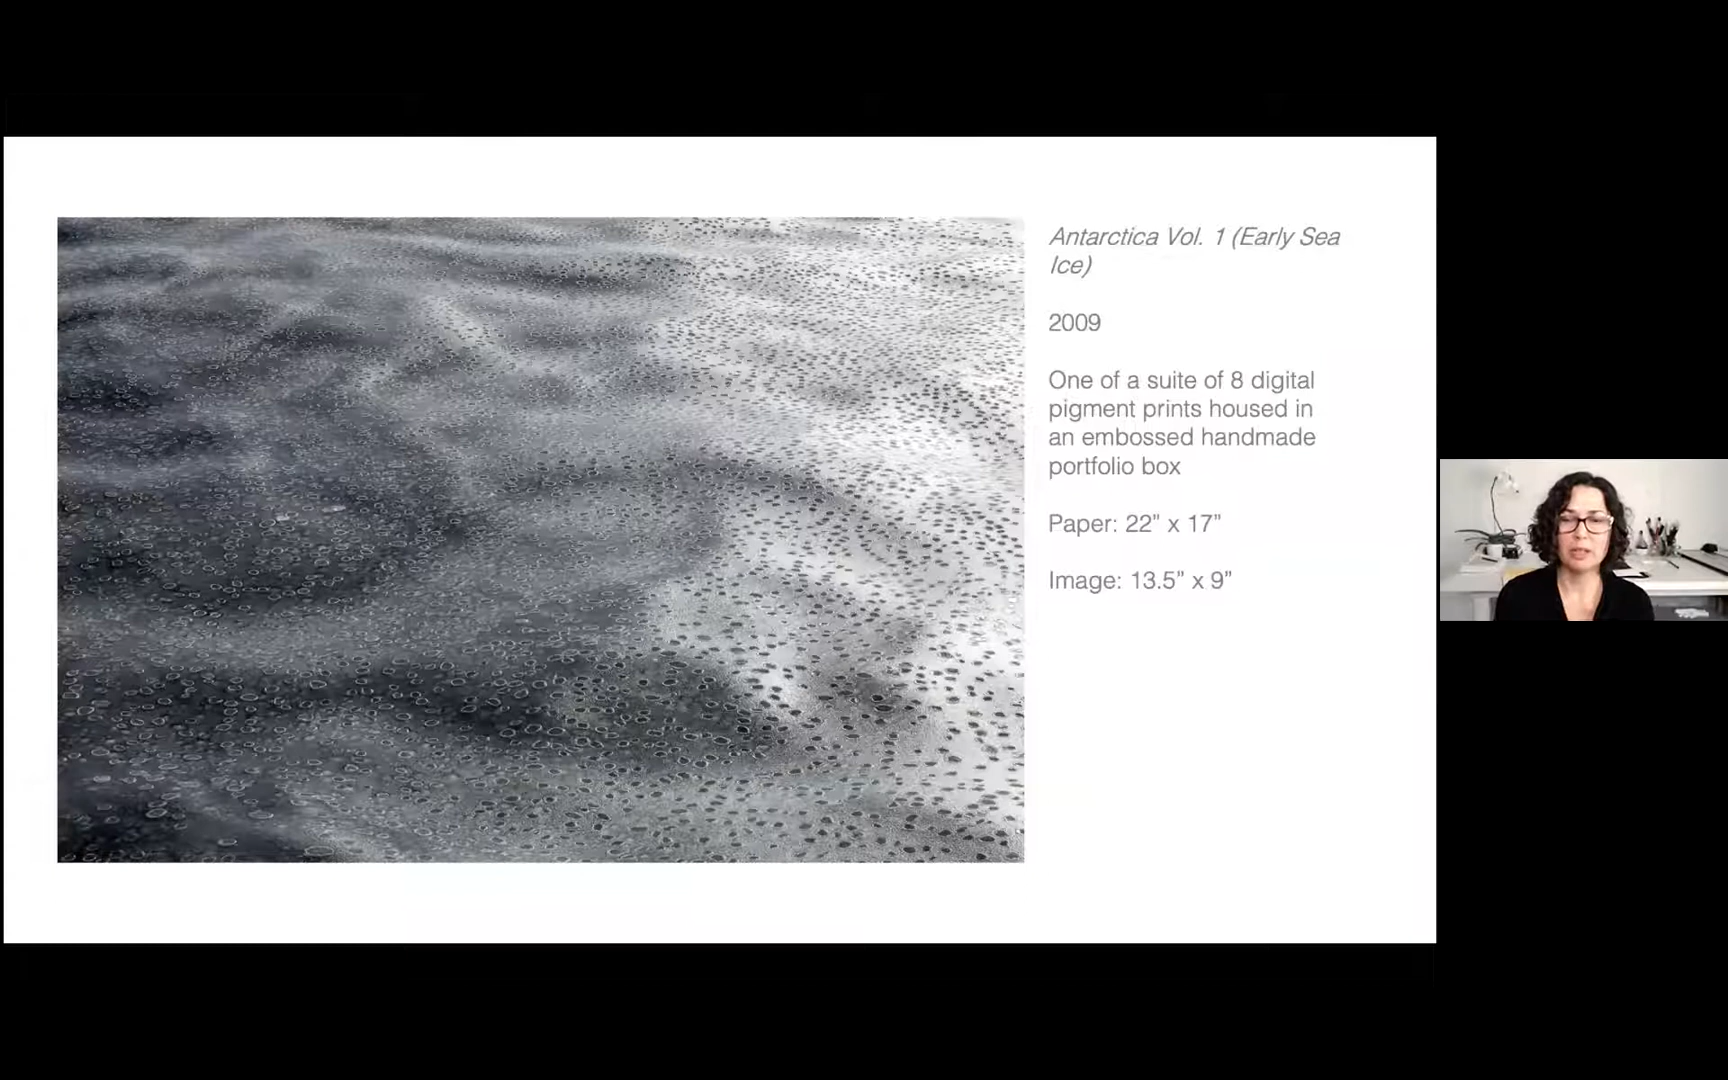 Antarctica Vol. 1 (Early Sea
Ice)
2009
One of a suite of 8 digital
pigment prints housed in
an embossed handmade
portfolio box
Paper: 22” x 17”
Image: 13.5” x 9”